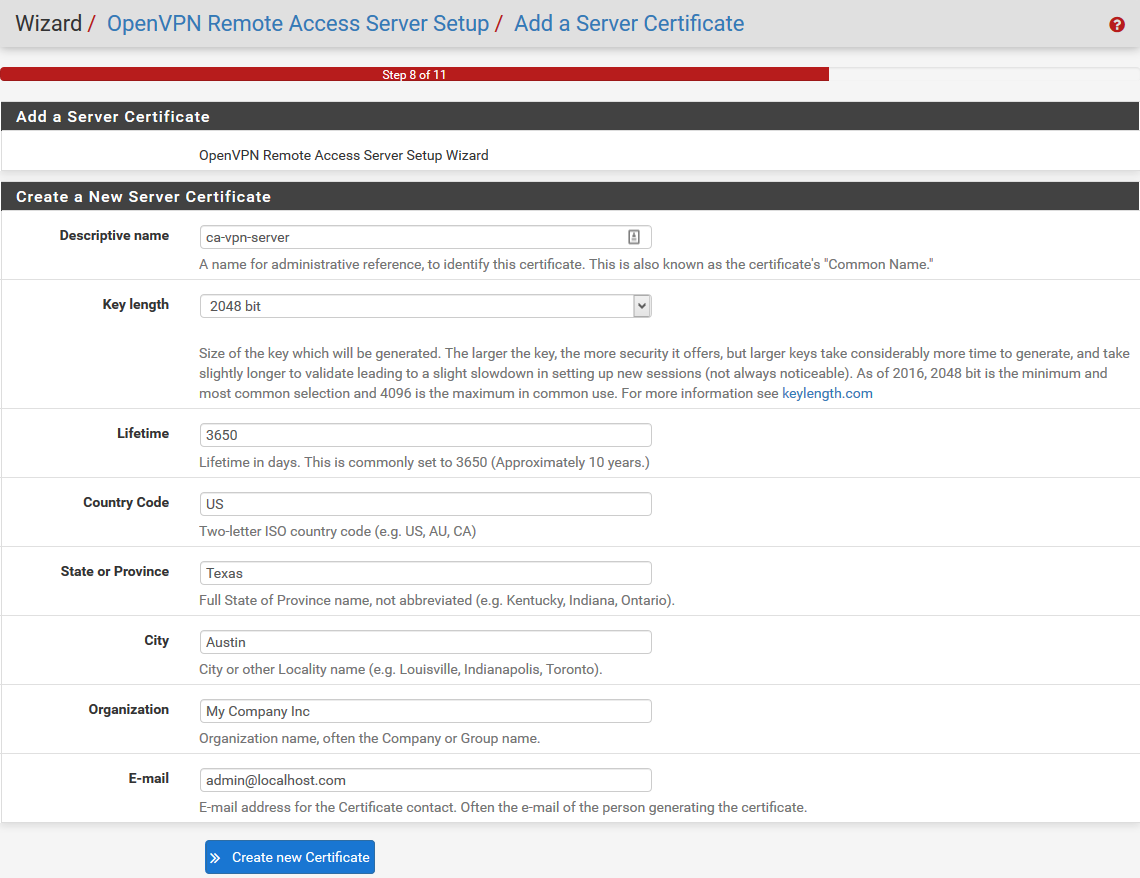 Wizard / OpenVPN Remote Access Server Setup / Add a Server Certificate
?
Step 8 of 11
Add a Server Certificate
OpenVPN Remote Access Server Setup Wizard
Create a New Server Certificate
Descriptive name
ca-vpn-server
A name for administrative reference, to identify this certificate. This is also known as the certificate's "Common Name."
Key length
2048 bit
Size of the key which will be generated. The larger the key, the more security it offers, but larger keys take considerably more time to generate, and take
slightly longer to validate leading to a slight slowdown in setting up new sessions (not always noticeable). As of 2016, 2048 bit is the minimum and
most common selection and 4096 is the maximum in common use. For more information see keylength.com
Lifetime
3650
Lifetime in days. This is commonly set to 3650 (Approximately 10 years.)
Country Code
US
Two-letter ISO country code (e.g. US, AU, CA)
State or Province
Texas
Full State of Province name, not abbreviated (e.g. Kentucky, Indiana, Ontario).
City
Austin
City or other Locality name (e.g. Louisville, Indianapolis, Toronto).
Organization
My Company Inc
Organization name, often the Company or Group name.
E-mail
admin@localhost.com
E-mail address for the Certificate contact. Often the e-mail of the person generating the certificate.
Create new Certificate